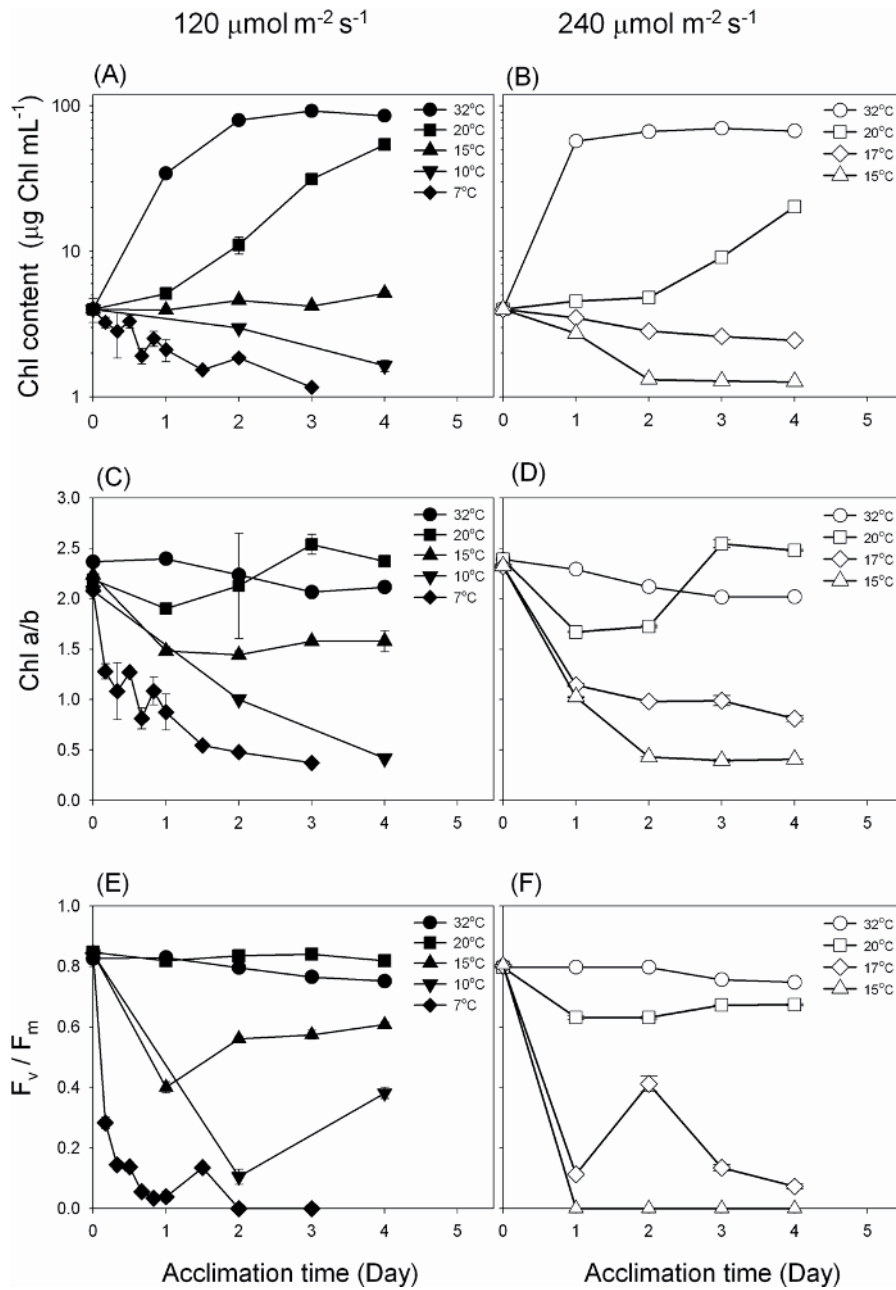 120 μmol m⁻² s⁻¹
240 μmol m⁻² s⁻¹
(A)
Chl content (μg Chl mL⁻¹)
100
10
1
32°C
20°C
15°C
10°C
7°C
0 1 2 3 4 5
(B)
32°C
20°C
17°C
15°C
0 1 2 3 4 5
(C)
Chl a/b
3.0
2.5
2.0
1.5
1.0
0.5
0.0
32°C
20°C
15°C
10°C
7°C
0 1 2 3 4 5
(D)
32°C
20°C
17°C
15°C
0 1 2 3 4 5
(E)
Fv / Fm
1.0
0.8
0.6
0.4
0.2
0.0
32°C
20°C
15°C
10°C
7°C
0 1 2 3 4 5
Acclimation time (Day)
(F)
32°C
20°C
17°C
15°C
0 1 2 3 4 5
Acclimation time (Day)